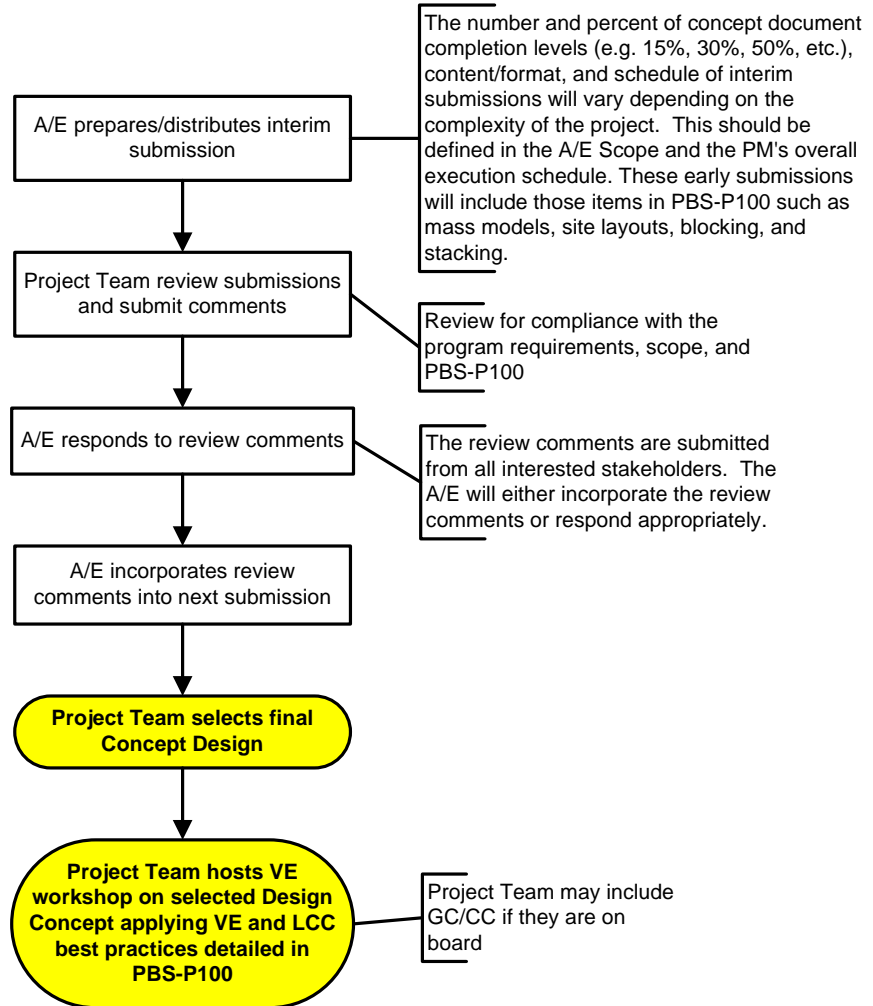 A/E prepares/distributes interim
submission
The number and percent of concept document
completion levels (e.g. 15%, 30%, 50%, etc.),
content/format, and schedule of interim
submissions will vary depending on the
complexity of the project.  This should be
defined in the A/E Scope and the PM's overall
execution schedule. These early submissions
will include those items in PBS-P100 such as
mass models, site layouts, blocking, and
stacking.
Project Team review submissions
and submit comments
Review for compliance with the
program requirements, scope, and
PBS-P100
A/E responds to review comments
The review comments are submitted
from all interested stakeholders.  The
A/E will either incorporate the review
comments or respond appropriately.
A/E incorporates review
comments into next submission
Project Team selects final
Concept Design
Project Team hosts VE
workshop on selected Design
Concept applying VE and LCC
best practices detailed in
PBS-P100
Project Team may include
GC/CC if they are on
board